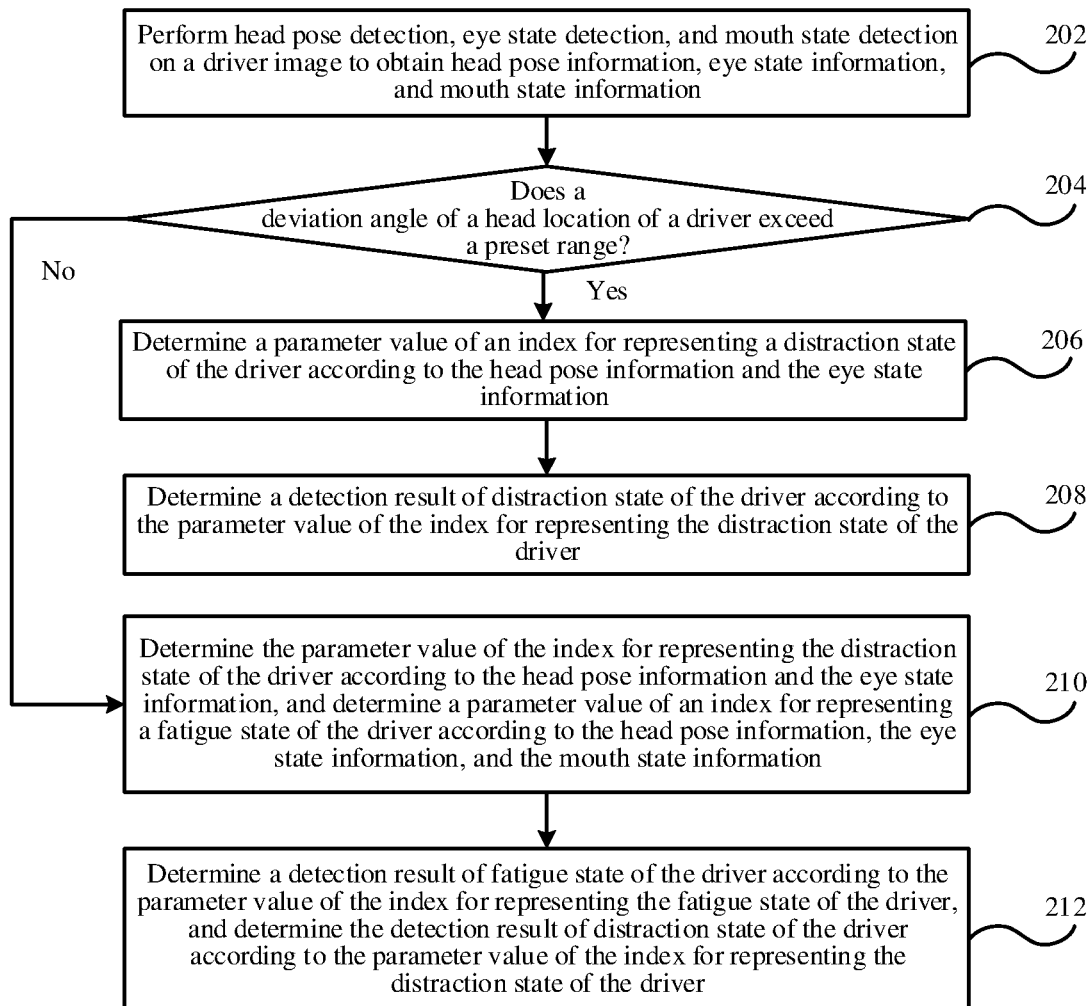 Perform head pose detection, eye state detection, and mouth state detection
on a driver image to obtain head pose information, eye state information,
and mouth state information
202
Does a
deviation angle of a head location of a driver exceed
a preset range?
204
No
Yes
Determine a parameter value of an index for representing a distraction state
of the driver according to the head pose information and the eye state
information
206
Determine a detection result of distraction state of the driver according to
the parameter value of the index for representing the distraction state of the
driver
208
Determine the parameter value of the index for representing the distraction
state of the driver according to the head pose information and the eye state
information, and determine a parameter value of an index for representing
a fatigue state of the driver according to the head pose information, the eye
state information, and the mouth state information
210
Determine a detection result of fatigue state of the driver according to the
parameter value of the index for representing the fatigue state of the driver,
and determine the detection result of distraction state of the driver
according to the parameter value of the index for representing the
distraction state of the driver
212